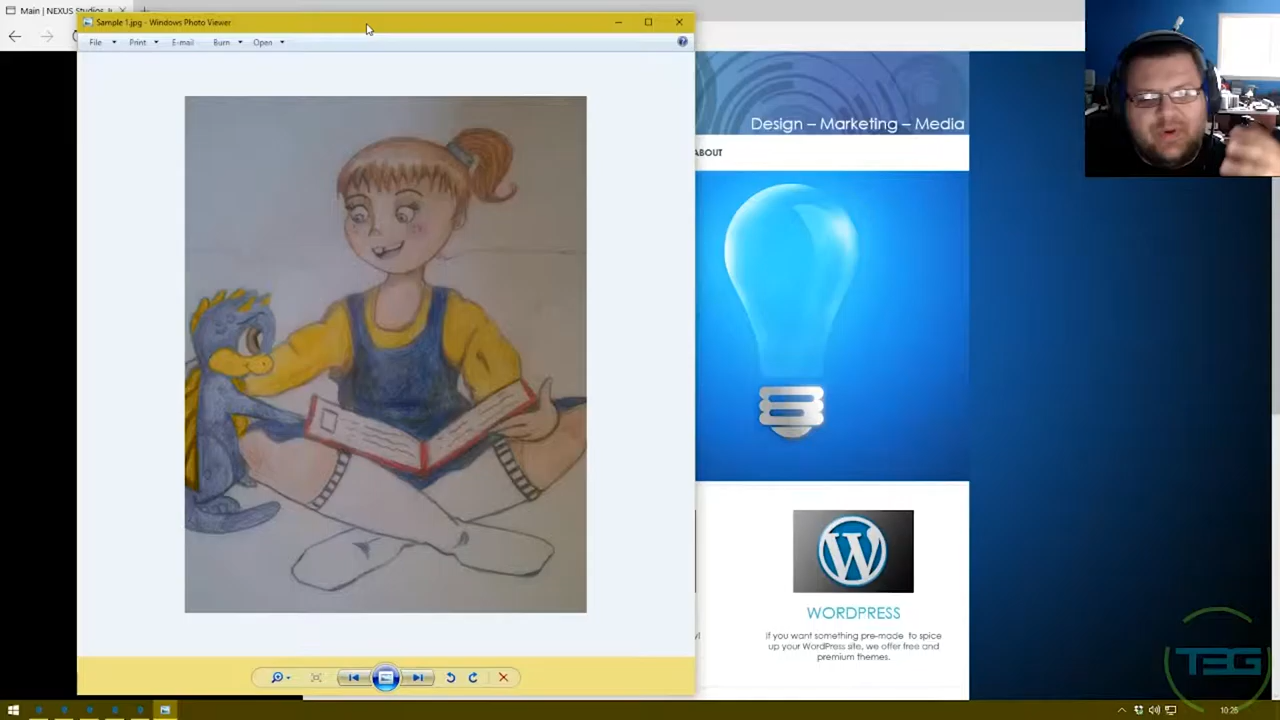 Main | NEXUS Studios
Sample 1.jpg - Windows Photo Viewer
File
Print
E-mail
Burn
Open
Design – Marketing – Media
ABOUT
WORDPRESS
If you want something pre-made to spice
up your WordPress site, we offer free and
premium themes.
TEG